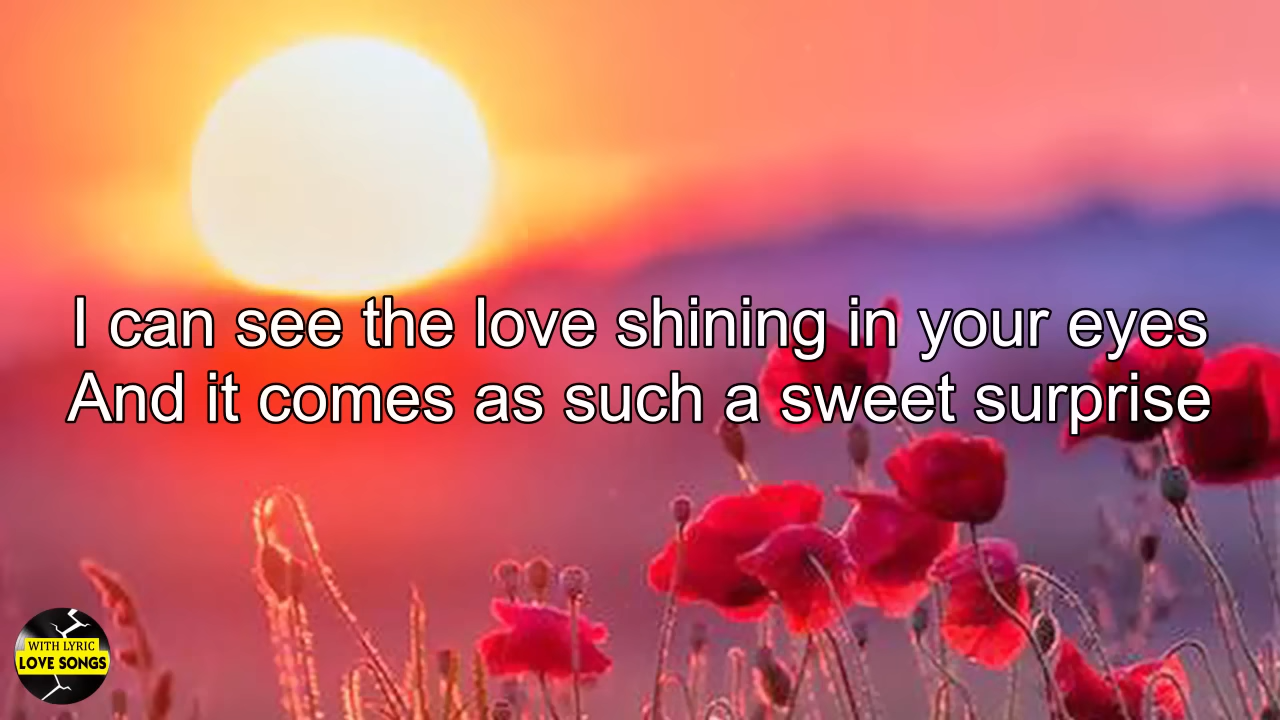 I can see the love shining in your eyes
And it comes as such a sweet surprise
WITH LYRIC
LOVE SONGS